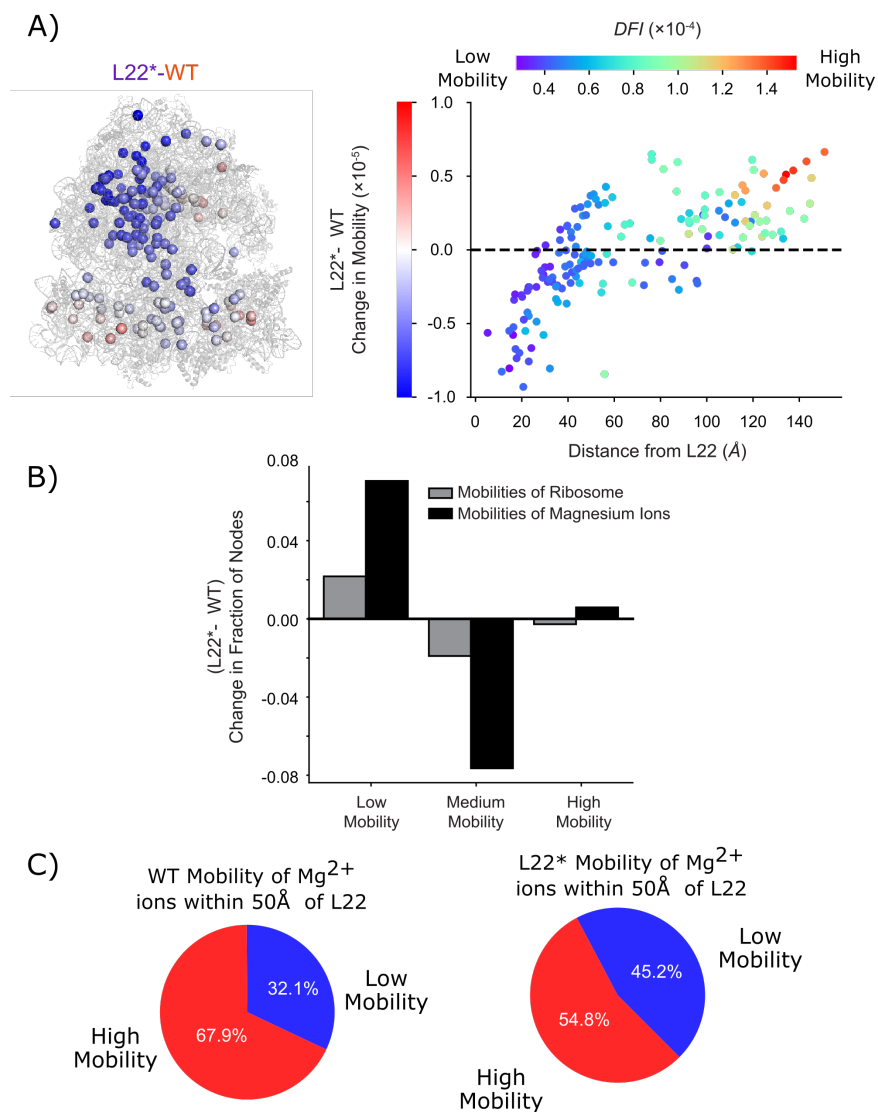 A)
L22*-WT
DFI (×10-4)
Low
Mobility
High
Mobility
0.4 0.6 0.8 1.0 1.2 1.4
L22*- WT
Change in Mobility (×10-5)
1.0
0.5
0.0
-0.5
-1.0
0 20 40 60 80 100 120 140
Distance from L22 (Å)
B)
(L22*- WT)
Change in Fraction of Nodes
0.08
0.04
0.00
-0.04
-0.08
Mobilities of Ribosome
Mobilities of Magnesium Ions
Low
Mobility
Medium
Mobility
High
Mobility
C)
WT Mobility of Mg2+
ions within 50Å of L22
32.1%
Low
Mobility
67.9%
High
Mobility
L22* Mobility of Mg2+
ions within 50Å of L22
Low
Mobility
45.2%
54.8%
High
Mobility